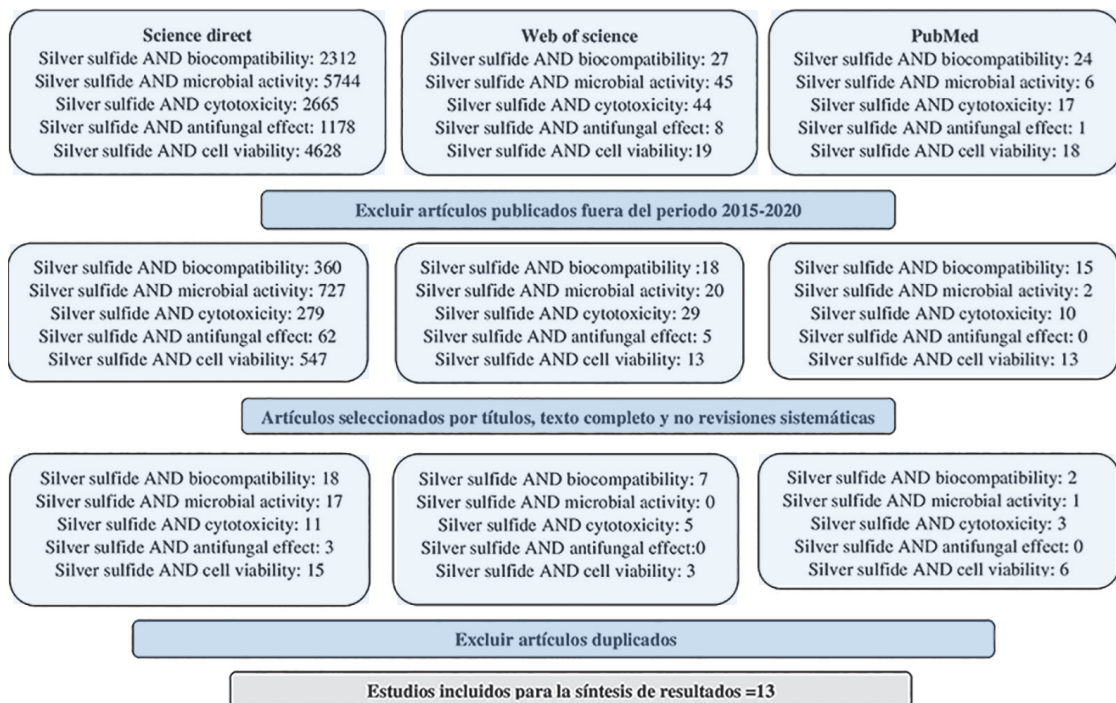 Science direct
Silver sulfide AND biocompatibility: 2312
Silver sulfide AND microbial activity: 5744
Silver sulfide AND cytotoxicity: 2665
Silver sulfide AND antifungal effect: 1178
Silver sulfide AND cell viability: 4628
Web of science
Silver sulfide AND biocompatibility: 27
Silver sulfide AND microbial activity: 45
Silver sulfide AND cytotoxicity: 44
Silver sulfide AND antifungal effect: 8
Silver sulfide AND cell viability:19
PubMed
Silver sulfide AND biocompatibility: 24
Silver sulfide AND microbial activity: 6
Silver sulfide AND cytotoxicity: 17
Silver sulfide AND antifungal effect: 1
Silver sulfide AND cell viability: 18
Excluir artículos publicados fuera del periodo 2015-2020
Silver sulfide AND biocompatibility: 360
Silver sulfide AND microbial activity: 727
Silver sulfide AND cytotoxicity: 279
Silver sulfide AND antifungal effect: 62
Silver sulfide AND cell viability: 547
Silver sulfide AND biocompatibility :18
Silver sulfide AND microbial activity: 20
Silver sulfide AND cytotoxicity: 29
Silver sulfide AND antifungal effect: 5
Silver sulfide AND cell viability: 13
Silver sulfide AND biocompatibility: 15
Silver sulfide AND microbial activity: 2
Silver sulfide AND cytotoxicity: 10
Silver sulfide AND antifungal effect: 0
Silver sulfide AND cell viability: 13
Artículos seleccionados por títulos, texto completo y no revisiones sistemáticas
Silver sulfide AND biocompatibility: 18
Silver sulfide AND microbial activity: 17
Silver sulfide AND cytotoxicity: 11
Silver sulfide AND antifungal effect: 3
Silver sulfide AND cell viability: 15
Silver sulfide AND biocompatibility: 7
Silver sulfide AND microbial activity: 0
Silver sulfide AND cytotoxicity: 5
Silver sulfide AND antifungal effect:0
Silver sulfide AND cell viability: 3
Silver sulfide AND biocompatibility: 2
Silver sulfide AND microbial activity: 1
Silver sulfide AND cytotoxicity: 3
Silver sulfide AND antifungal effect: 0
Silver sulfide AND cell viability: 6
Excluir artículos duplicados
Estudios incluidos para la síntesis de resultados =13